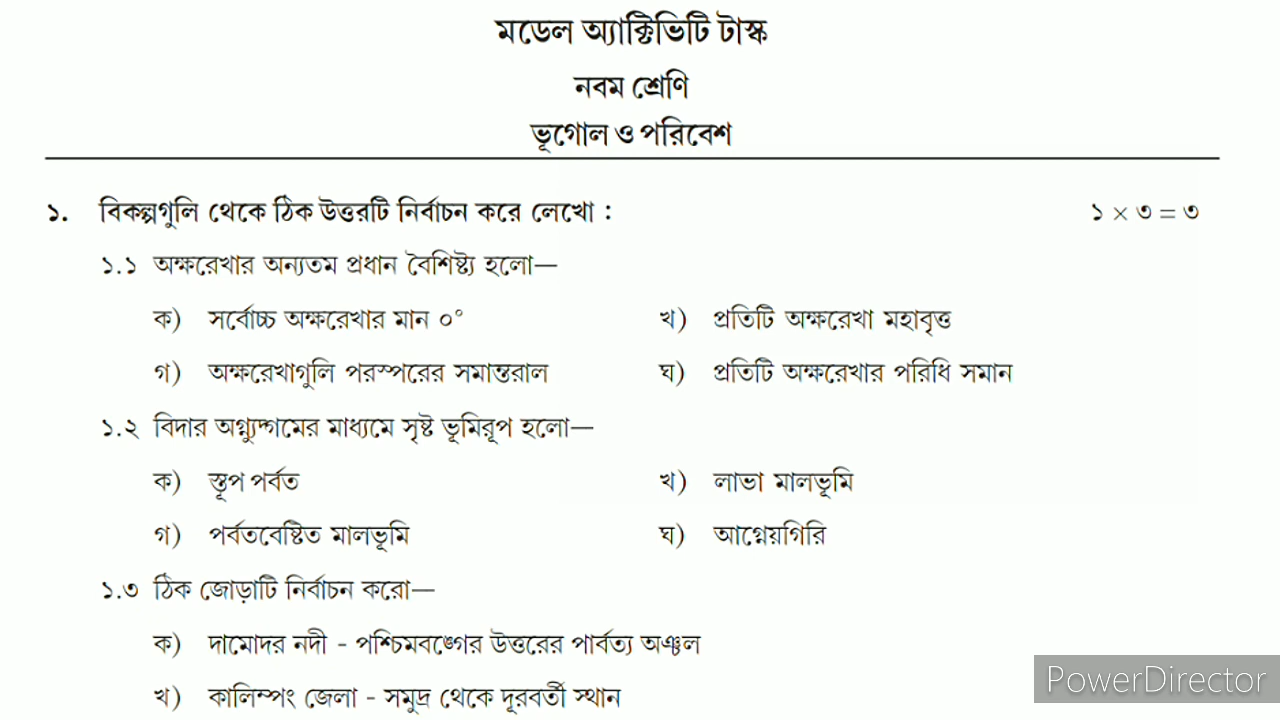 মডেল অ্যাক্টিভিটি টাস্ক
নবম শ্রেণি
ভূগোল ও পরিবেশ
১. বিকল্পগুলি থেকে ঠিক উত্তরটি নির্বাচন করে লেখো : ১ × ৩ = ৩
১.১ অক্ষরেখার অন্যতম প্রধান বৈশিষ্ট্য হলো—
ক) সর্বোচ্চ অক্ষরেখার মান ০° খ) প্রতিটি অক্ষরেখা মহাবৃত্ত
গ) অক্ষরেখাগুলি পরস্পরের সমান্তরাল ঘ) প্রতিটি অক্ষরেখার পরিধি সমান
১.২ বিদার অগ্ন্যুদ্গমের মাধ্যমে সৃষ্ট ভূমিরূপ হলো—
ক) স্তূপ পর্বত খ) লাভা মালভূমি
গ) পর্বতবেষ্টিত মালভূমি ঘ) আগ্নেয়গিরি
১.৩ ঠিক জোড়াটি নির্বাচন করো—
ক) দামোদর নদী - পশ্চিমবঙ্গের উত্তরের পার্বত্য অঞ্চল
খ) কালিম্পং জেলা - সমুদ্র থেকে দূরবর্তী স্থান
PowerDirector